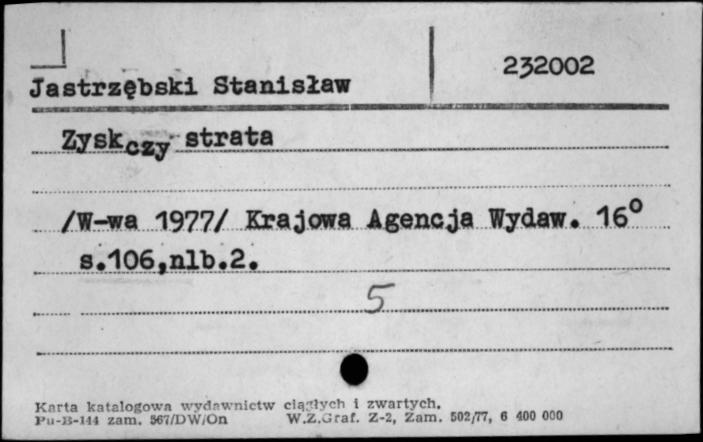 232002
Jastrzębski Stanisław
Zysk czy strata
/W-wa 1977/ Krajowa Agencja Wydaw. 16°
s.106,nlb.2.
5
Karta katalogowa wydawnictw ciągłych i zwartych.
Pu-B-144 zam. 567/DW/On W.Z.Graf. Z-2, Zam. 502/77, 6 400 000